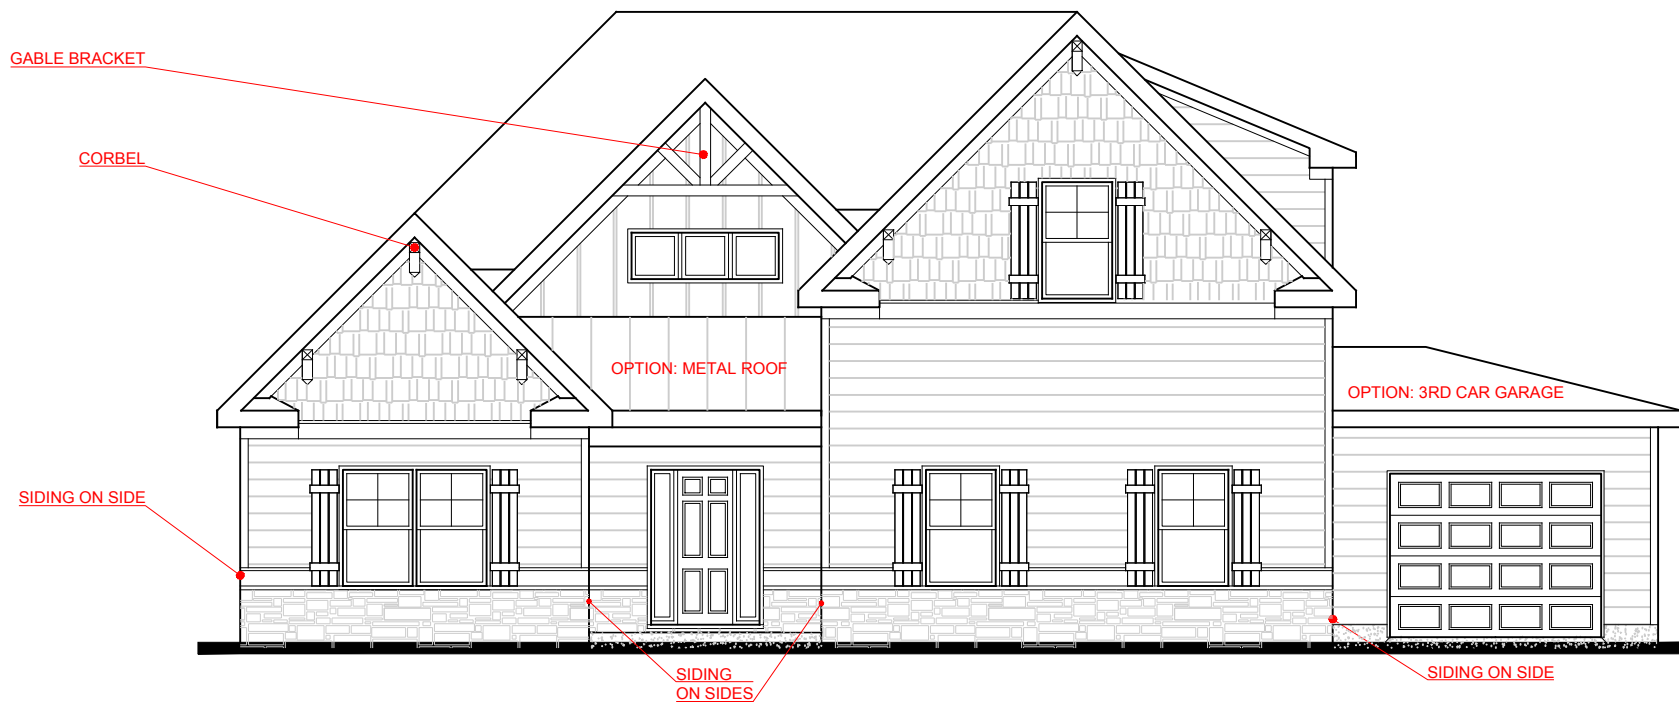 GABLE BRACKET
CORBEL
OPTION: METAL ROOF
OPTION: 3RD CAR GARAGE
SIDING ON SIDE
SIDING
ON SIDES
SIDING ON SIDE